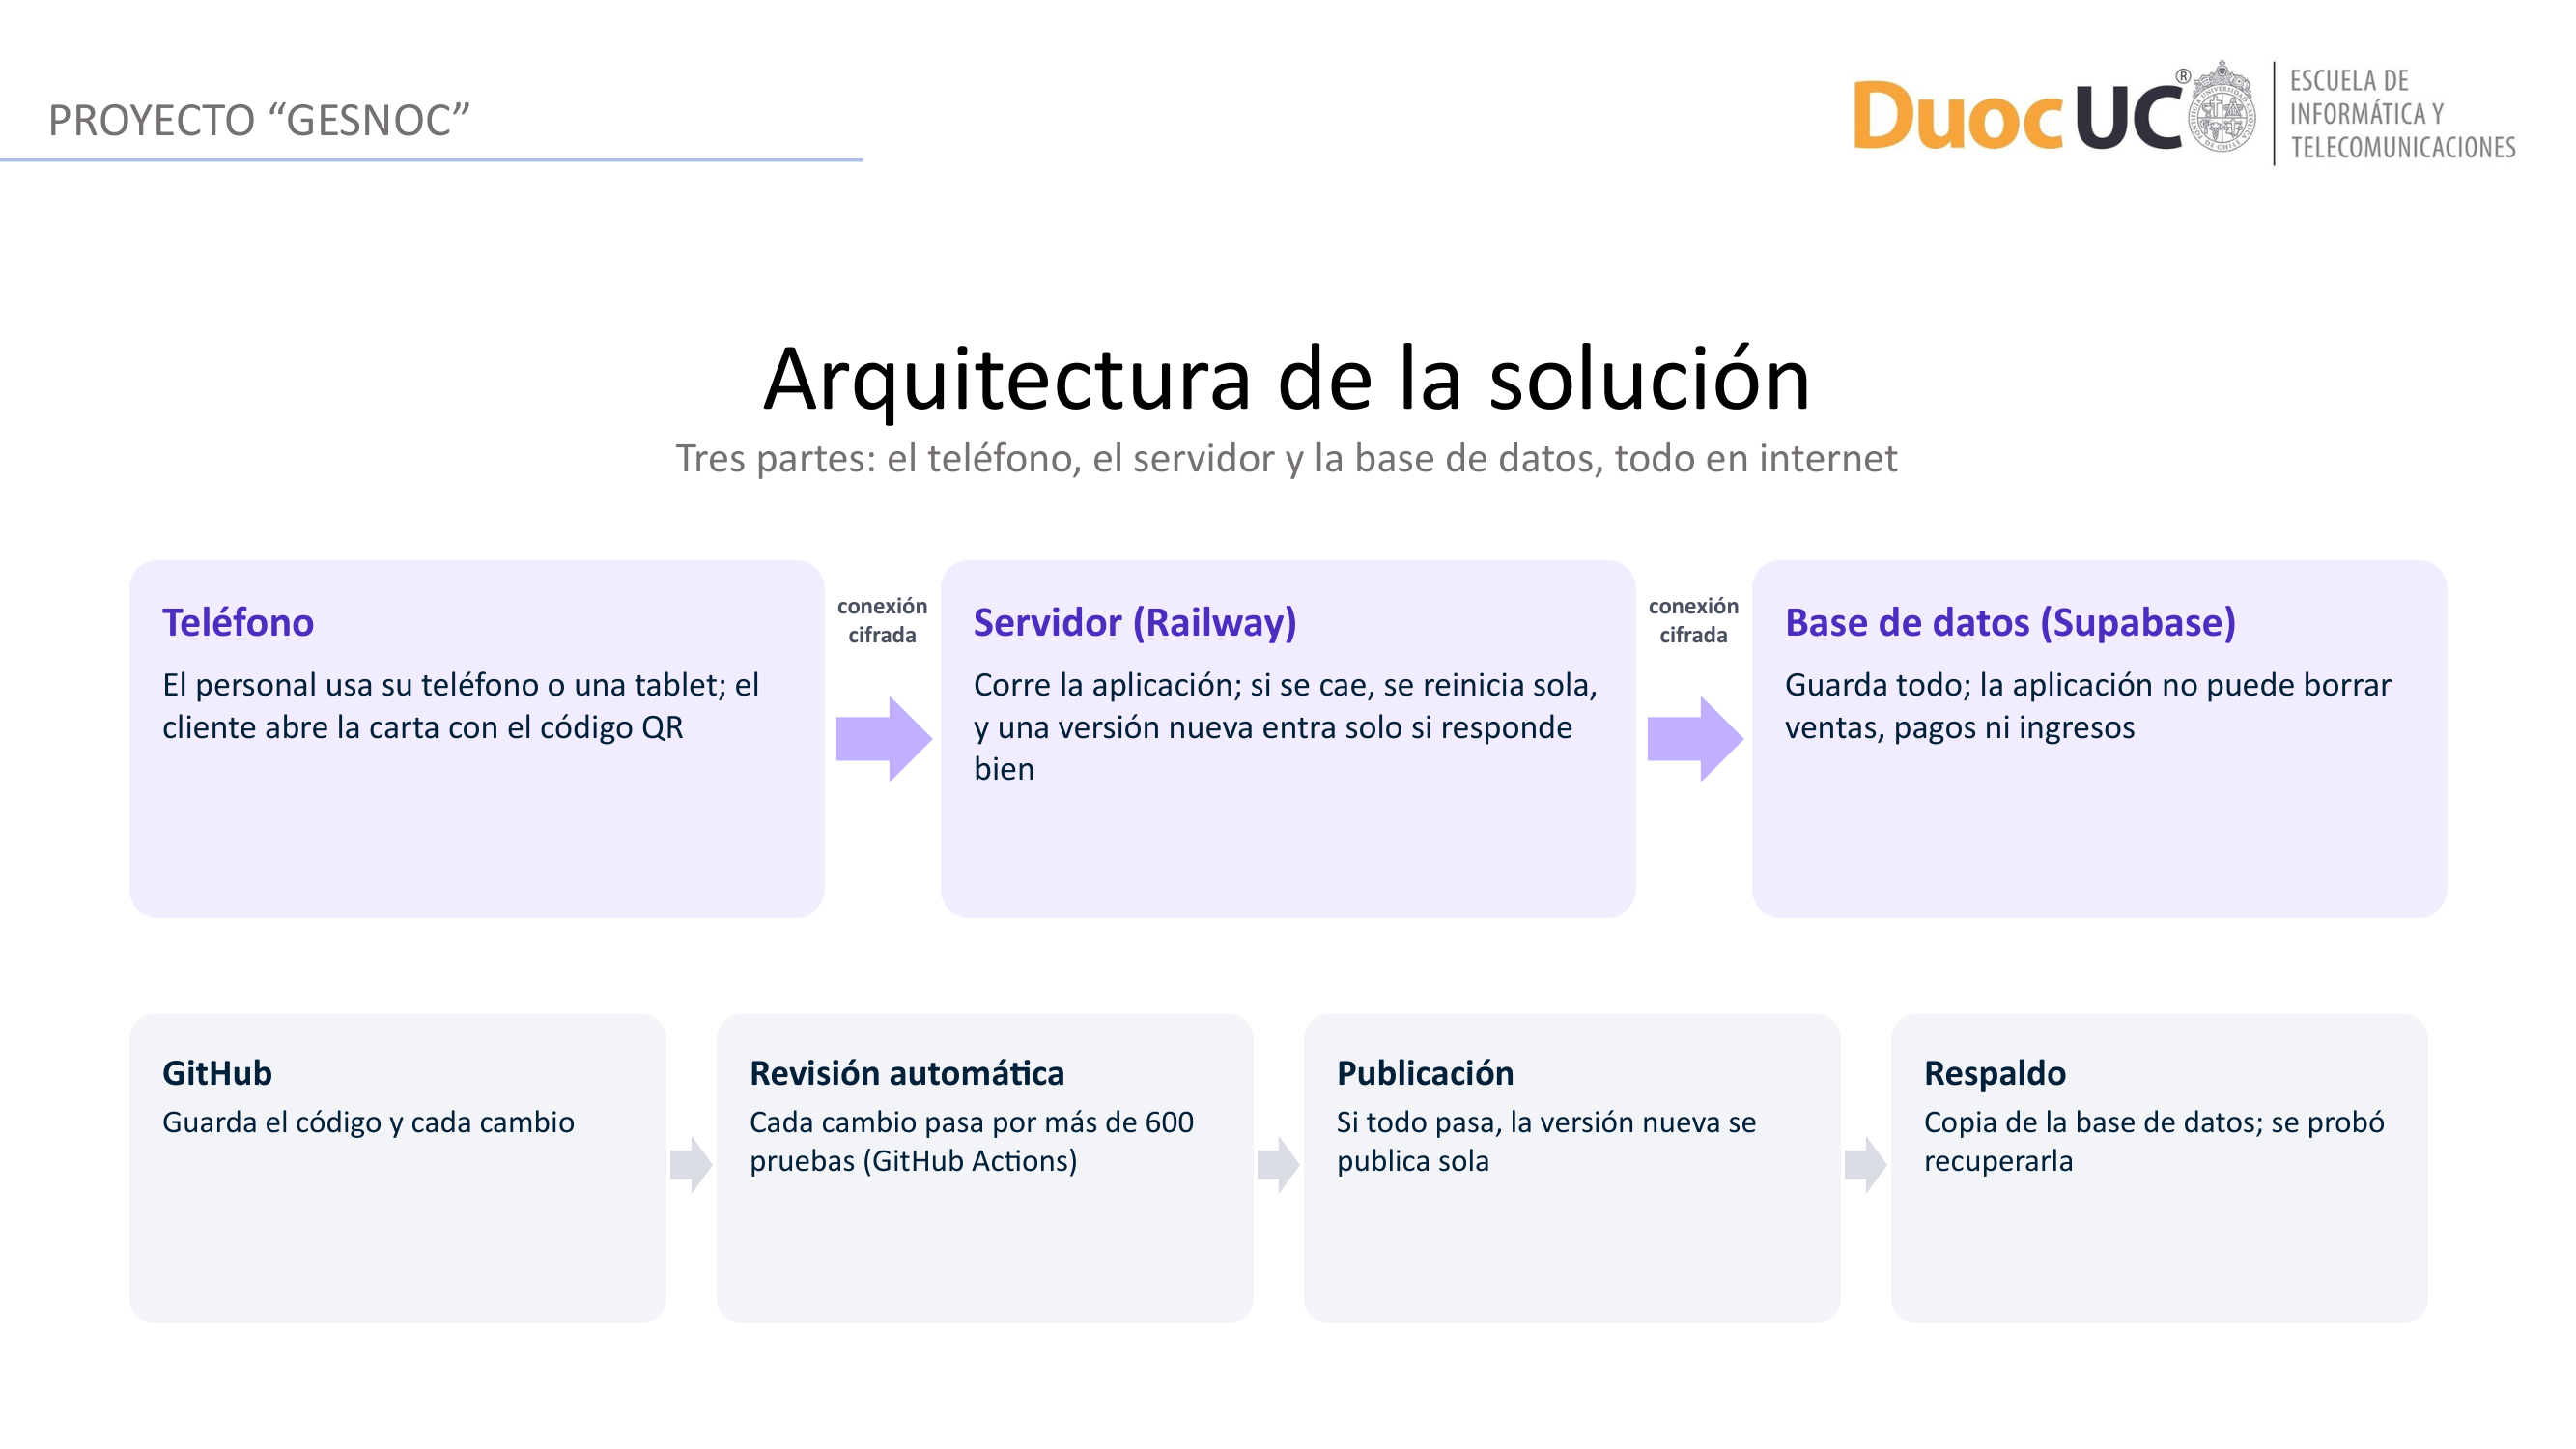 PROYECTO “GESNOC”
DuocUC®
ESCUELA DE
INFORMÁTICA Y
TELECOMUNICACIONES
Arquitectura de la solución
Tres partes: el teléfono, el servidor y la base de datos, todo en internet
Teléfono
El personal usa su teléfono o una tablet; el
cliente abre la carta con el código QR
conexión
cifrada
Servidor (Railway)
Corre la aplicación; si se cae, se reinicia sola,
y una versión nueva entra solo si responde
bien
conexión
cifrada
Base de datos (Supabase)
Guarda todo; la aplicación no puede borrar
ventas, pagos ni ingresos
GitHub
Guarda el código y cada cambio
Revisión automática
Cada cambio pasa por más de 600
pruebas (GitHub Actions)
Publicación
Si todo pasa, la versión nueva se
publica sola
Respaldo
Copia de la base de datos; se probó
recuperarla